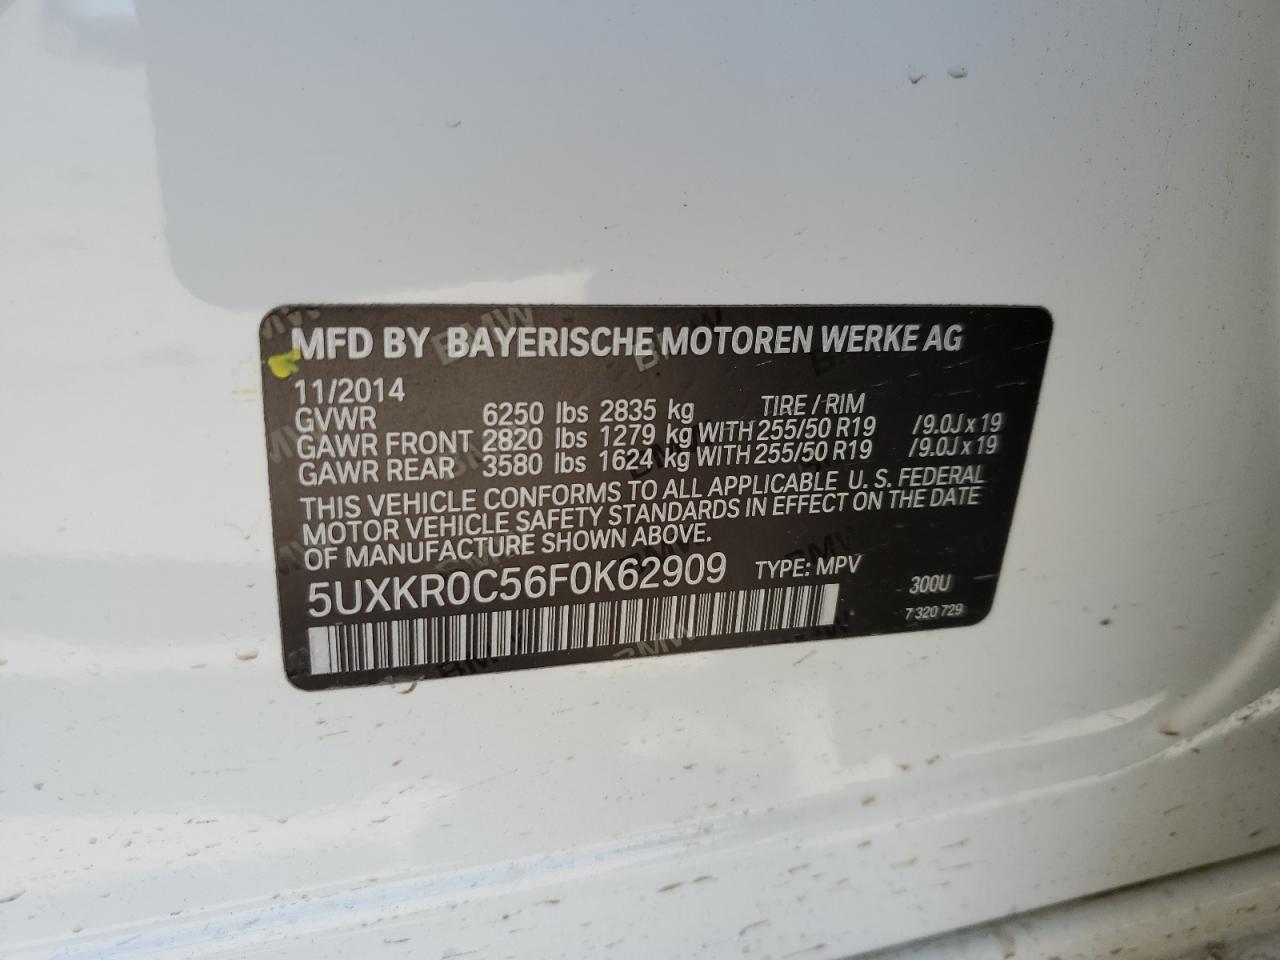 MFD BY BAYERISCHE MOTOREN WERKE AG
11/2014
GVWR 6250 lbs 2835 kg TIRE / RIM
GAWR FRONT 2820 lbs 1279 kg WITH 255/50 R19 /9.0J x 19
GAWR REAR 3580 lbs 1624 kg WITH 255/50 R19 /9.0J x 19
THIS VEHICLE CONFORMS TO ALL APPLICABLE U. S. FEDERAL
MOTOR VEHICLE SAFETY STANDARDS IN EFFECT ON THE DATE
OF MANUFACTURE SHOWN ABOVE.
5UXKR0C56F0K62909 TYPE: MPV 300U
7 320 729